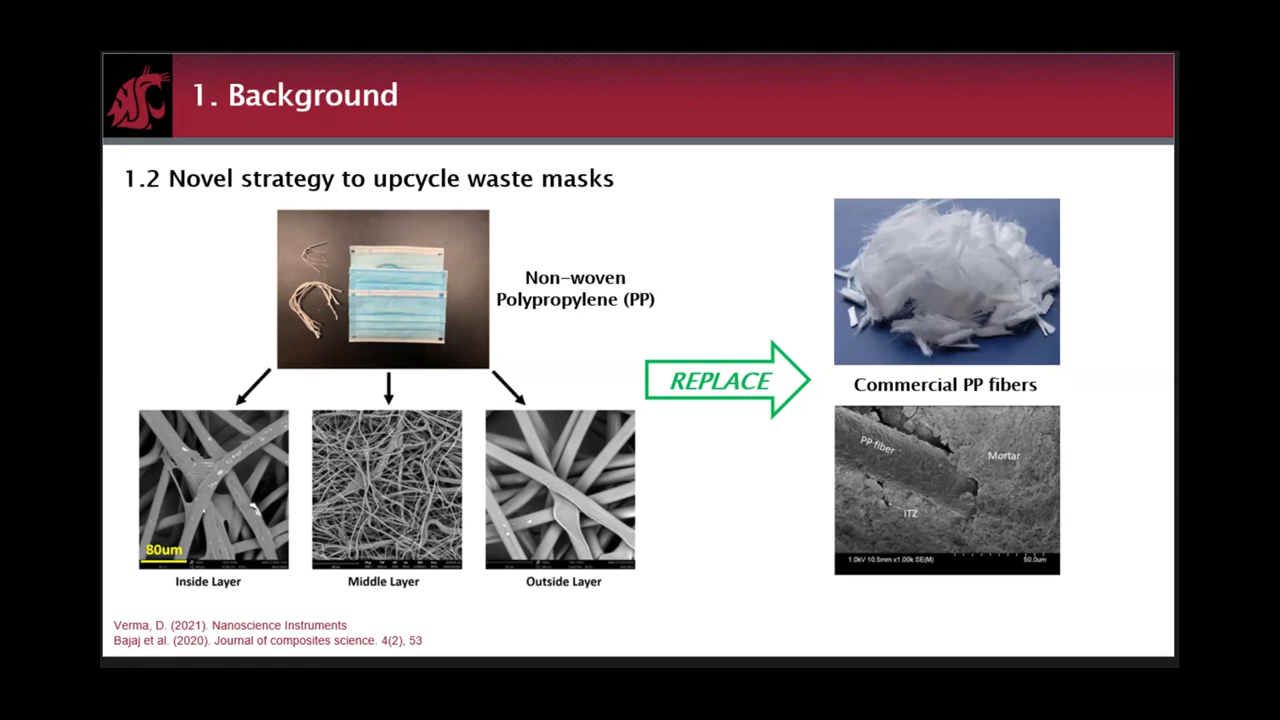 1. Background
1.2 Novel strategy to upcycle waste masks
Non-woven
Polypropylene (PP)
REPLACE
Commercial PP fibers
PP fiber
Mortar
ITZ
1.0kV 10.5mm x1.00k SE(M)
50.0um
80um
Inside Layer
Middle Layer
Outside Layer
Verma, D. (2021). Nanoscience Instruments
Bajaj et al. (2020). Journal of composites science. 4(2), 53